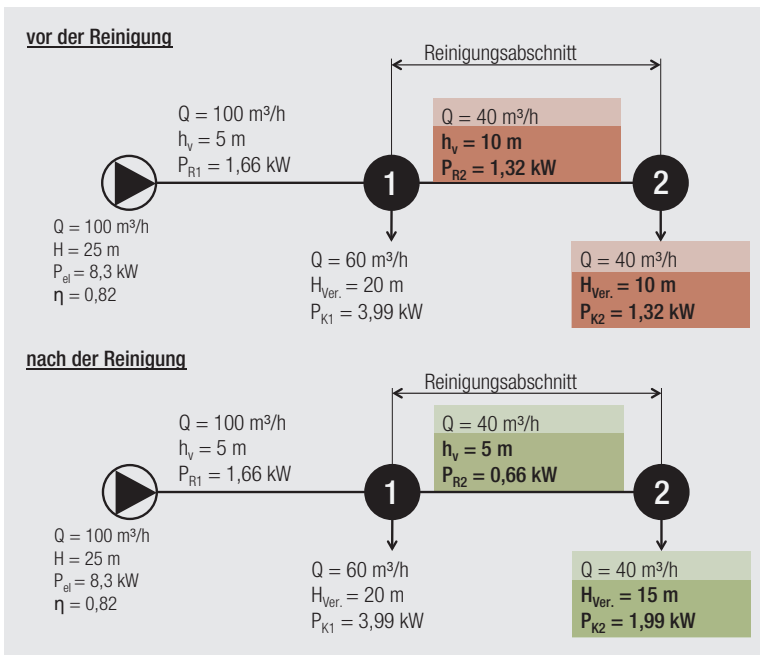 vor der Reinigung
Reinigungsabschnitt
Q = 100 m³/h
h_v = 5 m
P_R1 = 1,66 kW
Q = 40 m³/h
h_v = 10 m
P_R2 = 1,32 kW
1
2
Q = 100 m³/h
H = 25 m
P_el = 8,3 kW
η = 0,82
Q = 60 m³/h
H_Ver. = 20 m
P_K1 = 3,99 kW
Q = 40 m³/h
H_Ver. = 10 m
P_K2 = 1,32 kW
nach der Reinigung
Reinigungsabschnitt
Q = 100 m³/h
h_v = 5 m
P_R1 = 1,66 kW
Q = 40 m³/h
h_v = 5 m
P_R2 = 0,66 kW
1
2
Q = 100 m³/h
H = 25 m
P_el = 8,3 kW
η = 0,82
Q = 60 m³/h
H_Ver. = 20 m
P_K1 = 3,99 kW
Q = 40 m³/h
H_Ver. = 15 m
P_K2 = 1,99 kW